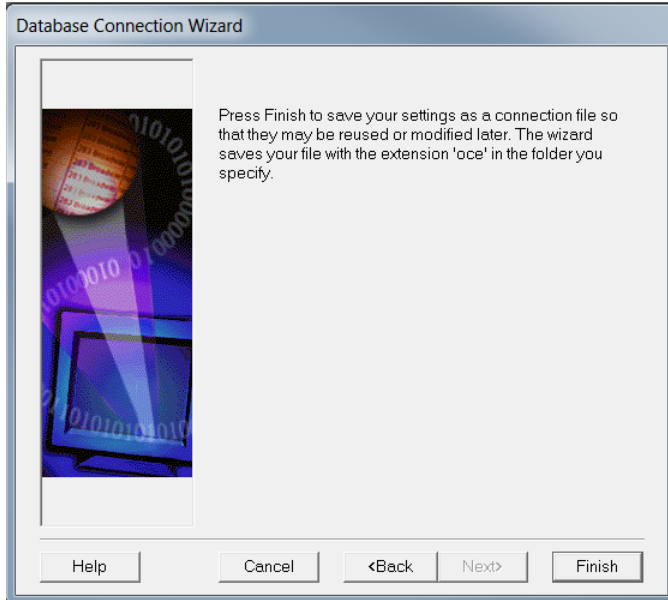 Database Connection Wizard
Press Finish to save your settings as a connection file so
that they may be reused or modified later. The wizard
saves your file with the extension 'oce' in the folder you
specify.
Help
Cancel
<Back
Next>
Finish